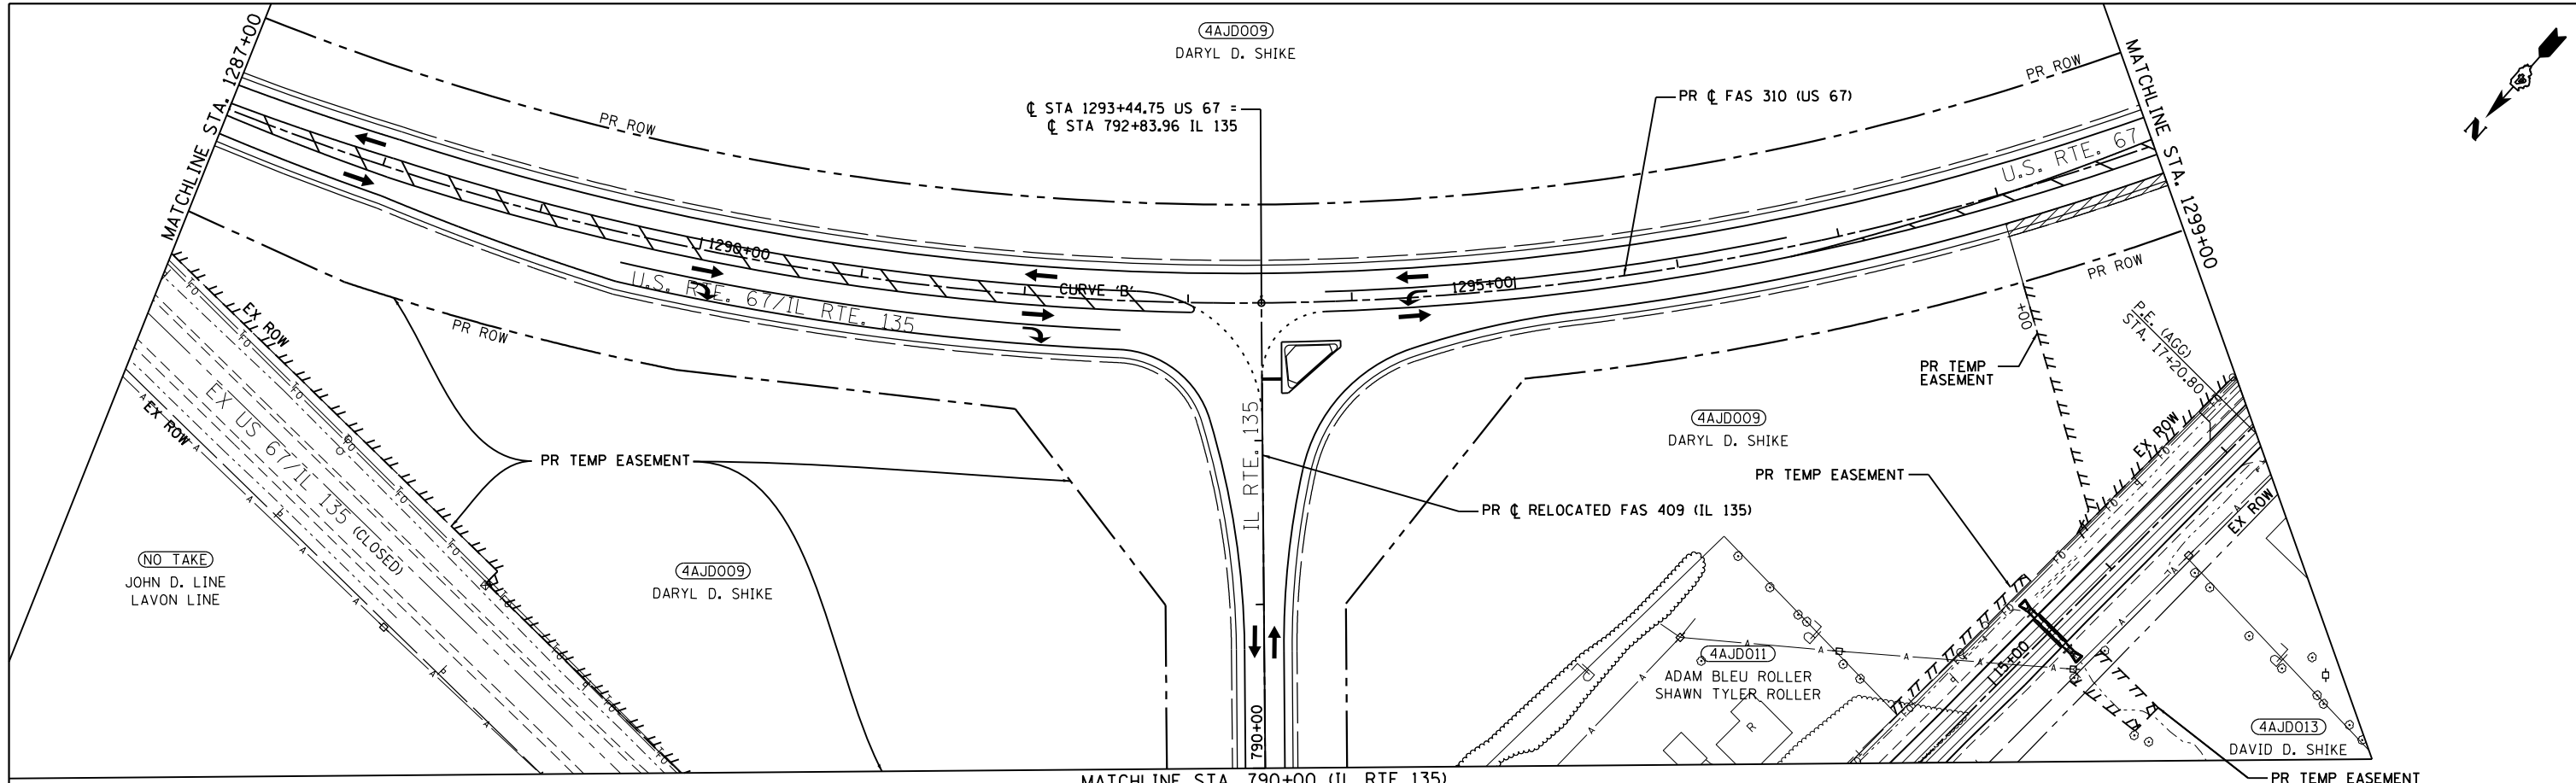 4AJD009
DARYL D. SHIKE
MATCHLINE STA. 1287+00
MATCHLINE STA. 1299+00
PR ROW
PR ROW
℄ STA 1293+44.75 US 67 =
℄ STA 792+83.96 IL 135
PR ℄ FAS 310 (US 67)
U.S. RTE. 67
N
1290+00
U.S. RTE. 67/IL RTE. 135
CURVE 'B'
1295+00
PR ROW
PR ROW
EX ROW
EX ROW
EX US 67/IL 135 (CLOSED)
+00
P.E. (AGG)
STA. 17+20.80
PR TEMP
EASEMENT
4AJD009
DARYL D. SHIKE
EX ROW
EX ROW
PR TEMP EASEMENT
PR TEMP EASEMENT
IL RTE. 135
PR ℄ RELOCATED FAS 409 (IL 135)
NO TAKE
JOHN D. LINE
LAVON LINE
4AJD009
DARYL D. SHIKE
4AJD011
ADAM BLEU ROLLER
SHAWN TYLER ROLLER
R
15+00
790+00
4AJD013
DAVID D. SHIKE
PR TEMP EASEMENT
MATCHLINE STA. 790+00 (IL RTE 135)